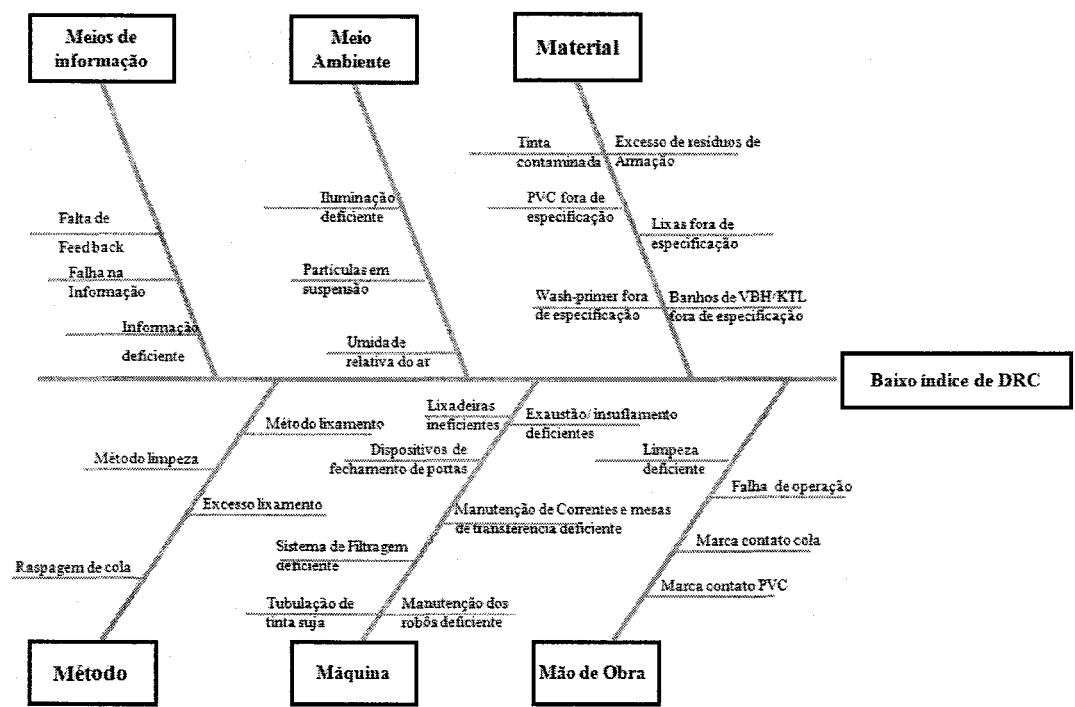 Meios de
informação
Meio
Ambiente
Material
Tinta
contaminada
Excesso de resíduos de
Armação
Iluminação
deficiente
PVC fora de
especificação
Falta de
Feedback
Lixas fora de
especificação
Falha na
Informação
Partículas em
suspensão
Wash-primer fora
de especificação
Banhos de VBH/KTL
fora de especificação
Informação
deficiente
Umidade
relativa do ar
Baixo índice de DRC
Lixadeiras
ineficientes
Exaustão/insuflamento
deficientes
Método lixamento
Método limpeza
Dispositivos de
fechamento de portas
Limpeza
deficiente
Falha de operação
Excesso lixamento
Manutenção de Correntes e mesas
de transferência deficiente
Sistema de Filtragem
deficiente
Marca contato cola
Raspagem de cola
Marca contato PVC
Tubulação de
tinta suja
Manutenção dos
robôs deficiente
Método
Máquina
Mão de Obra